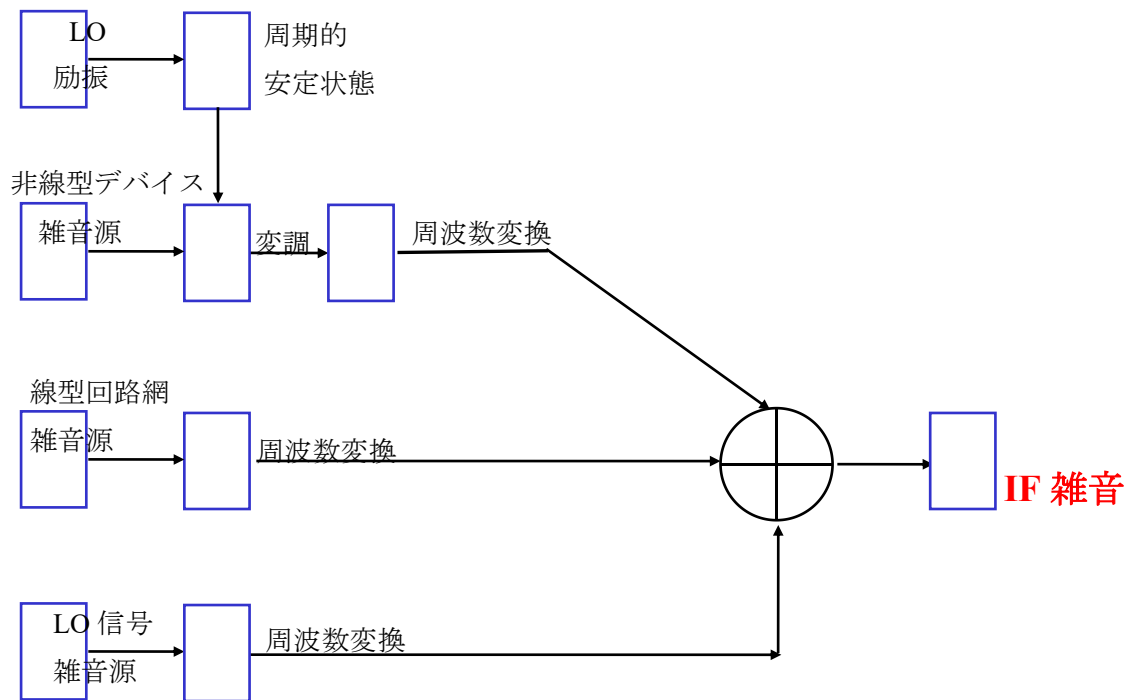 LO
励振
周期的
安定状態
非線型デバイス
雑音源
変調
周波数変換
線型回路網
雑音源
周波数変換
IF 雑音
LO 信号
雑音源
周波数変換